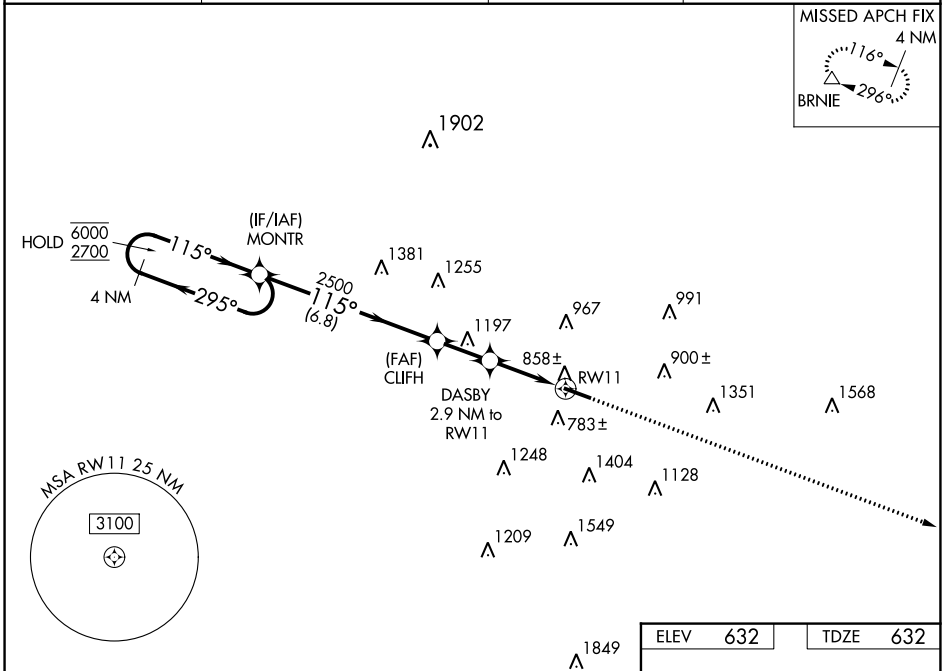 MISSED APCH FIX
4 NM
116°
296°
BRNIE
1902
(IF/IAF)
MONTR
HOLD 6000
2700
115°
295°
4 NM
1381
1255
2500
115°
(6.8)
967
991
1197
(FAF)
CLIFH
858±
RW11
900±
DASBY
2.9 NM to
RW11
1351
1568
783±
1248
1404
1128
MSA RW11 25 NM
3100
1209
1549
1849
ELEV 632
TDZE 632